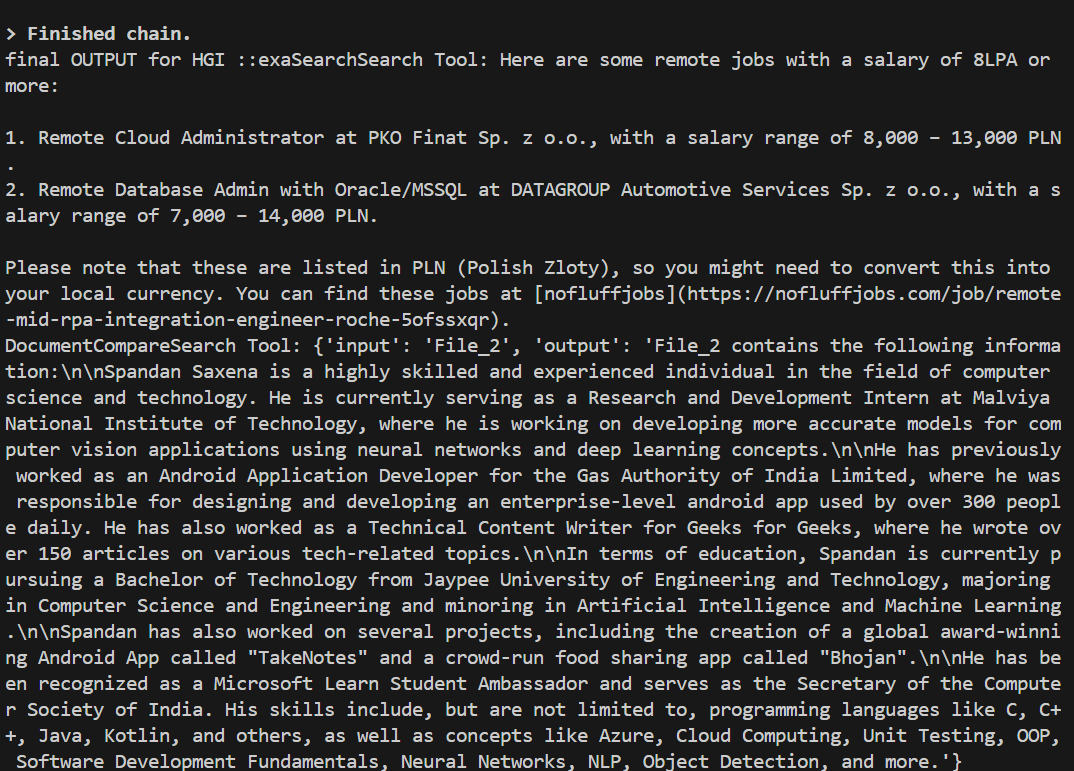 > Finished chain.
final OUTPUT for HGI ::exaSearchSearch Tool: Here are some remote jobs with a salary of 8LPA or
more:
1. Remote Cloud Administrator at PKO Finat Sp. z o.o., with a salary range of 8,000 – 13,000 PLN
.
2. Remote Database Admin with Oracle/MSSQL at DATAGROUP Automotive Services Sp. z o.o., with a s
alary range of 7,000 – 14,000 PLN.
Please note that these are listed in PLN (Polish Zloty), so you might need to convert this into
your local currency. You can find these jobs at [nofluffjobs](https://nofluffjobs.com/job/remote
-mid-rpa-integration-engineer-roche-5ofssxqr).
DocumentCompareSearch Tool: {'input': 'File_2', 'output': 'File_2 contains the following informa
tion:\n\nSpandan Saxena is a highly skilled and experienced individual in the field of computer
science and technology. He is currently serving as a Research and Development Intern at Malviya
National Institute of Technology, where he is working on developing more accurate models for com
puter vision applications using neural networks and deep learning concepts.\n\nHe has previously
worked as an Android Application Developer for the Gas Authority of India Limited, where he was
responsible for designing and developing an enterprise-level android app used by over 300 peopl
e daily. He has also worked as a Technical Content Writer for Geeks for Geeks, where he wrote ov
er 150 articles on various tech-related topics.\n\nIn terms of education, Spandan is currently p
ursuing a Bachelor of Technology from Jaypee University of Engineering and Technology, majoring
in Computer Science and Engineering and minoring in Artificial Intelligence and Machine Learning
.\n\nSpandan has also worked on several projects, including the creation of a global award-winni
ng Android App called "TakeNotes" and a crowd-run food sharing app called "Bhojan".\n\nHe has be
en recognized as a Microsoft Learn Student Ambassador and serves as the Secretary of the Compute
r Society of India. His skills include, but are not limited to, programming languages like C, C+
+, Java, Kotlin, and others, as well as concepts like Azure, Cloud Computing, Unit Testing, OOP,
Software Development Fundamentals, Neural Networks, NLP, Object Detection, and more.'}